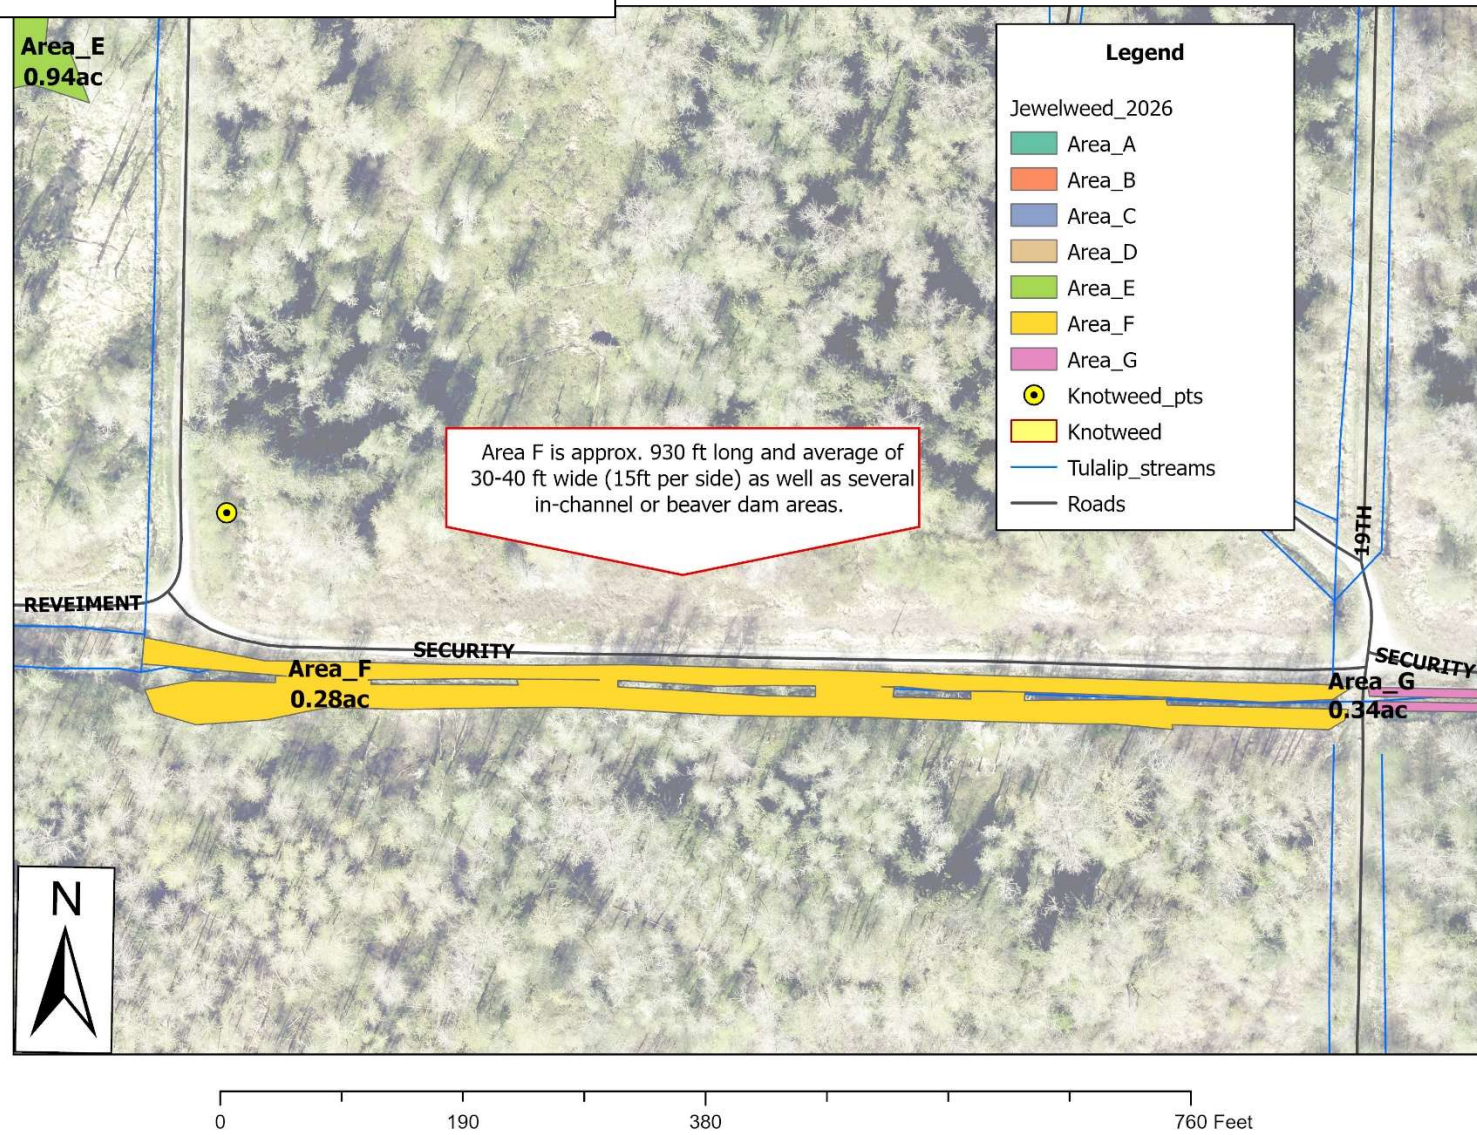 Area_E
0.94ac
Legend
Jewelweed_2026
Area_A
Area_B
Area_C
Area_D
Area_E
Area_F
Area_G
Knotweed_pts
Knotweed
Tulalip_streams
Roads
Area F is approx. 930 ft long and average of
30-40 ft wide (15ft per side) as well as several
in-channel or beaver dam areas.
19TH
REVEIMENT
SECURITY
SECURITY
Area_F
0.28ac
Area_G
0.34ac
N
0 190 380 760 Feet